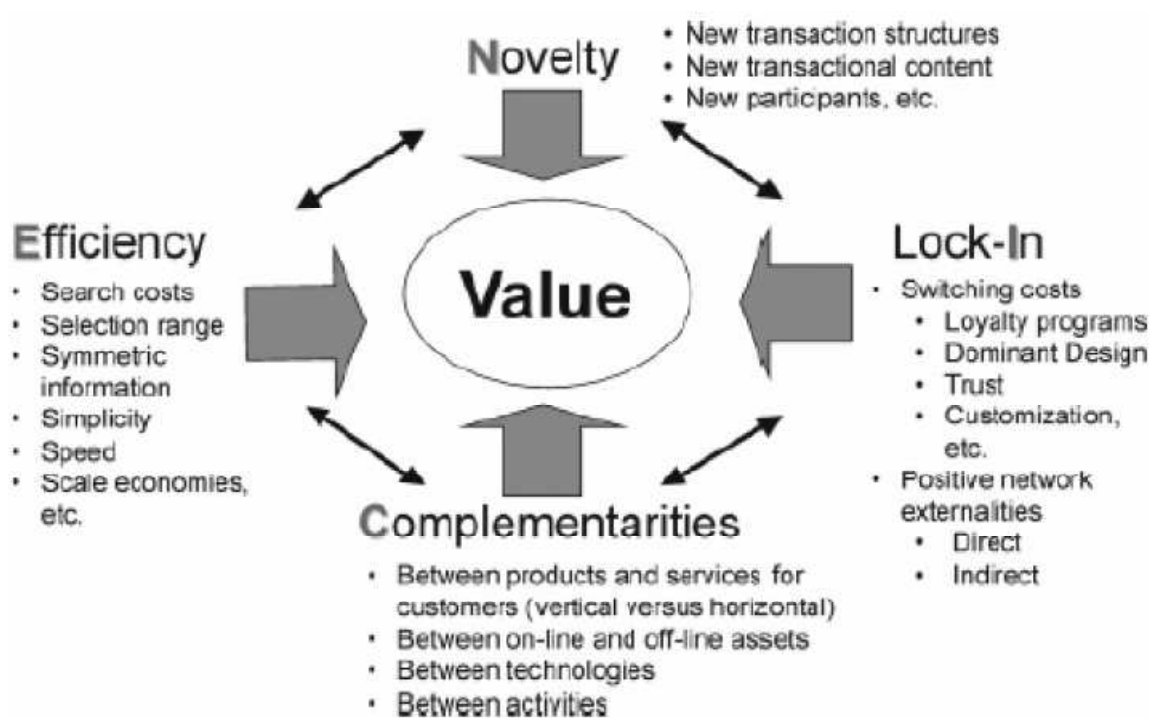 Novelty
• New transaction structures
• New transactional content
• New participants, etc.
Efficiency
• Search costs
• Selection range
• Symmetric
information
• Simplicity
• Speed
• Scale economies,
etc.
Value
Lock-In
• Switching costs
• Loyalty programs
• Dominant Design
• Trust
• Customization,
etc.
• Positive network
externalities
• Direct
• Indirect
Complementarities
• Between products and services for
customers (vertical versus horizontal)
• Between on-line and off-line assets
• Between technologies
• Between activities